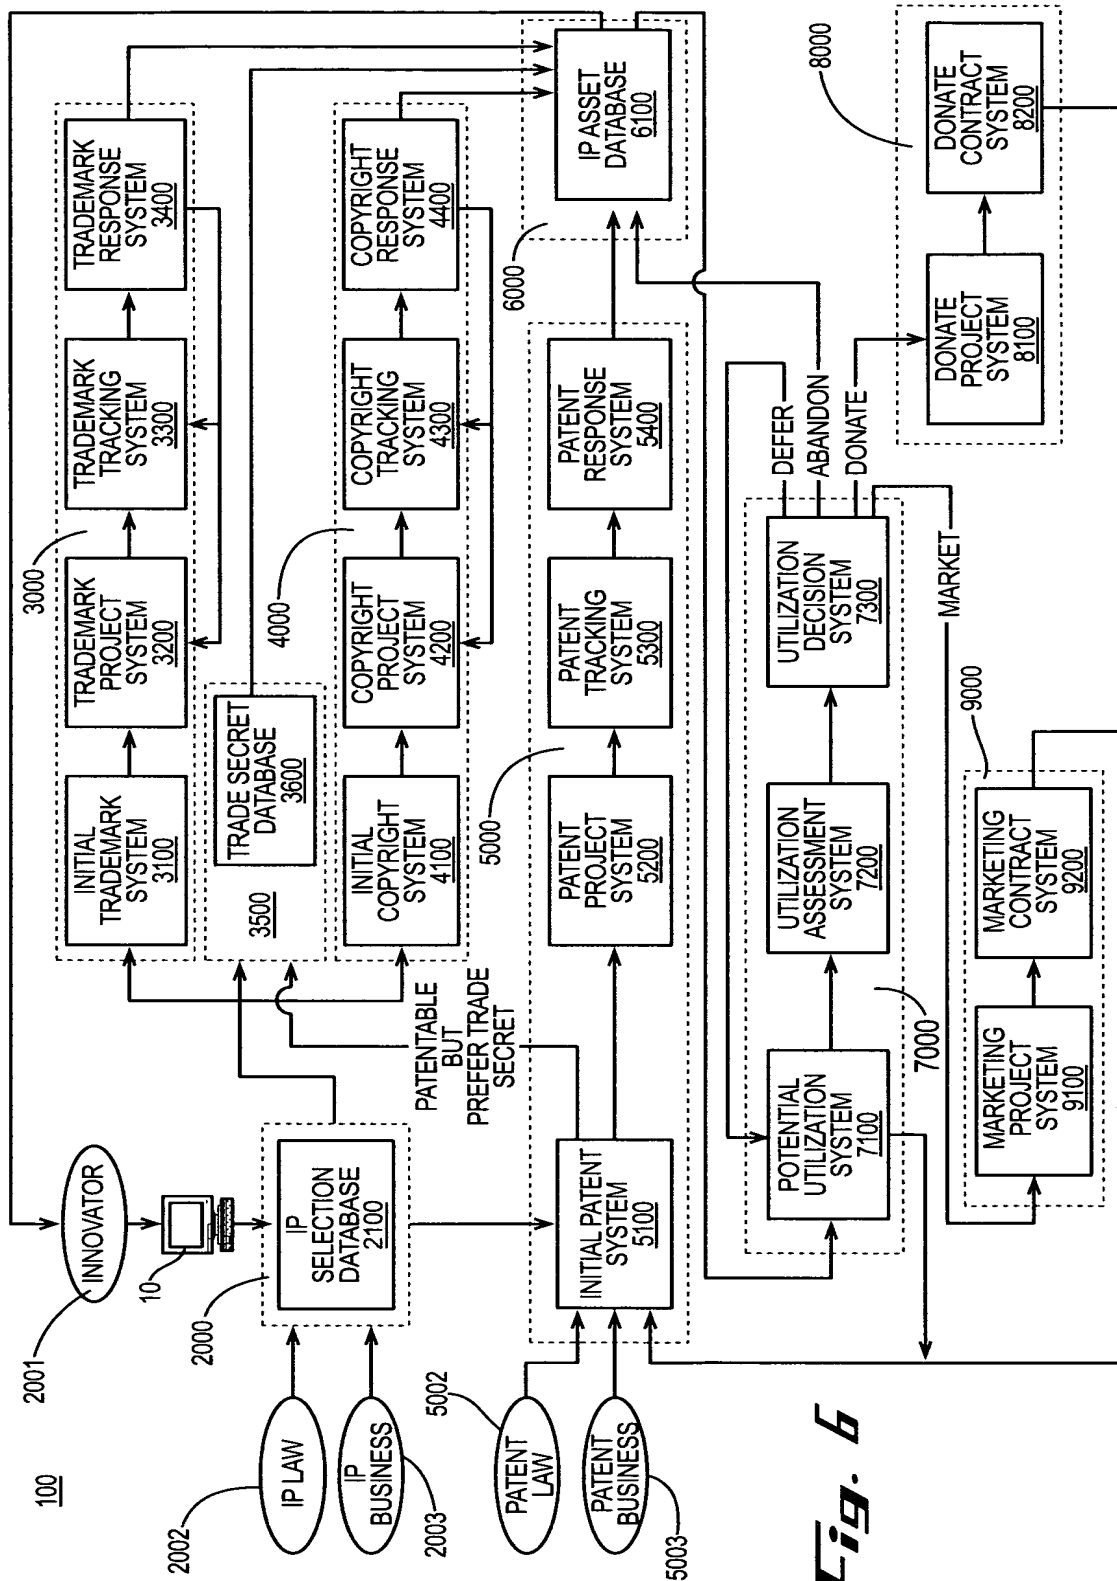 100
2001
INNOVATOR
10
2002
IP LAW
2003
IP
BUSINESS
2000
IP
SELECTION
DATABASE
2100
3000
INITIAL
TRADEMARK
SYSTEM
3100
TRADEMARK
PROJECT
SYSTEM
3200
TRADEMARK
TRACKING
SYSTEM
3300
TRADEMARK
RESPONSE
SYSTEM
3400
3500
TRADE SECRET
DATABASE
3600
4000
INITIAL
COPYRIGHT
SYSTEM
4100
COPYRIGHT
PROJECT
SYSTEM
4200
COPYRIGHT
TRACKING
SYSTEM
4300
COPYRIGHT
RESPONSE
SYSTEM
4400
PATENTABLE
BUT
PREFER TRADE
SECRET
5002
PATENT
LAW
PATENT
BUSINESS
5003
5000
INITIAL PATENT
SYSTEM
5100
PATENT PROJECT
SYSTEM
5200
PATENT
TRACKING
SYSTEM
5300
PATENT
RESPONSE
SYSTEM
5400
6000
IP ASSET
DATABASE
6100
7000
POTENTIAL
UTILIZATION
SYSTEM
7100
UTILIZATION
ASSESSMENT
SYSTEM
7200
UTILIZATION
DECISION
SYSTEM
7300
DEFER
ABANDON
DONATE
MARKET
8000
DONATE
PROJECT
SYSTEM
8100
DONATE
CONTRACT
SYSTEM
8200
9000
MARKETING
PROJECT
SYSTEM
9100
MARKETING
CONTRACT
SYSTEM
9200
Fig. 6